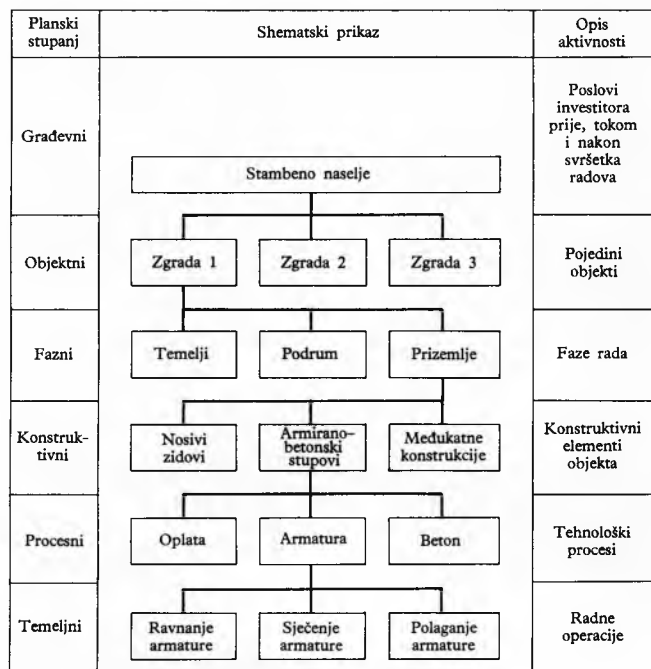 Planski
stupanj
Shematski prikaz
Opis
aktivnosti
Građevni
Stambeno naselje
Poslovi
investitora
prije, tokom
i nakon
svršetka
radova
Objektni
Zgrada 1
Zgrada 2
Zgrada 3
Pojedini
objekti
Fazni
Temelji
Podrum
Prizemlje
Faze rada
Konstruk-
tivni
Nosivi
zidovi
Armirano-
betonski
stupovi
Međukatne
konstrukcije
Konstruktivni
elementi
objekta
Procesni
Oplata
Armatura
Beton
Tehnološki
procesi
Temeljni
Ravnanje
armature
Sječenje
armature
Polaganje
armature
Radne
operacije